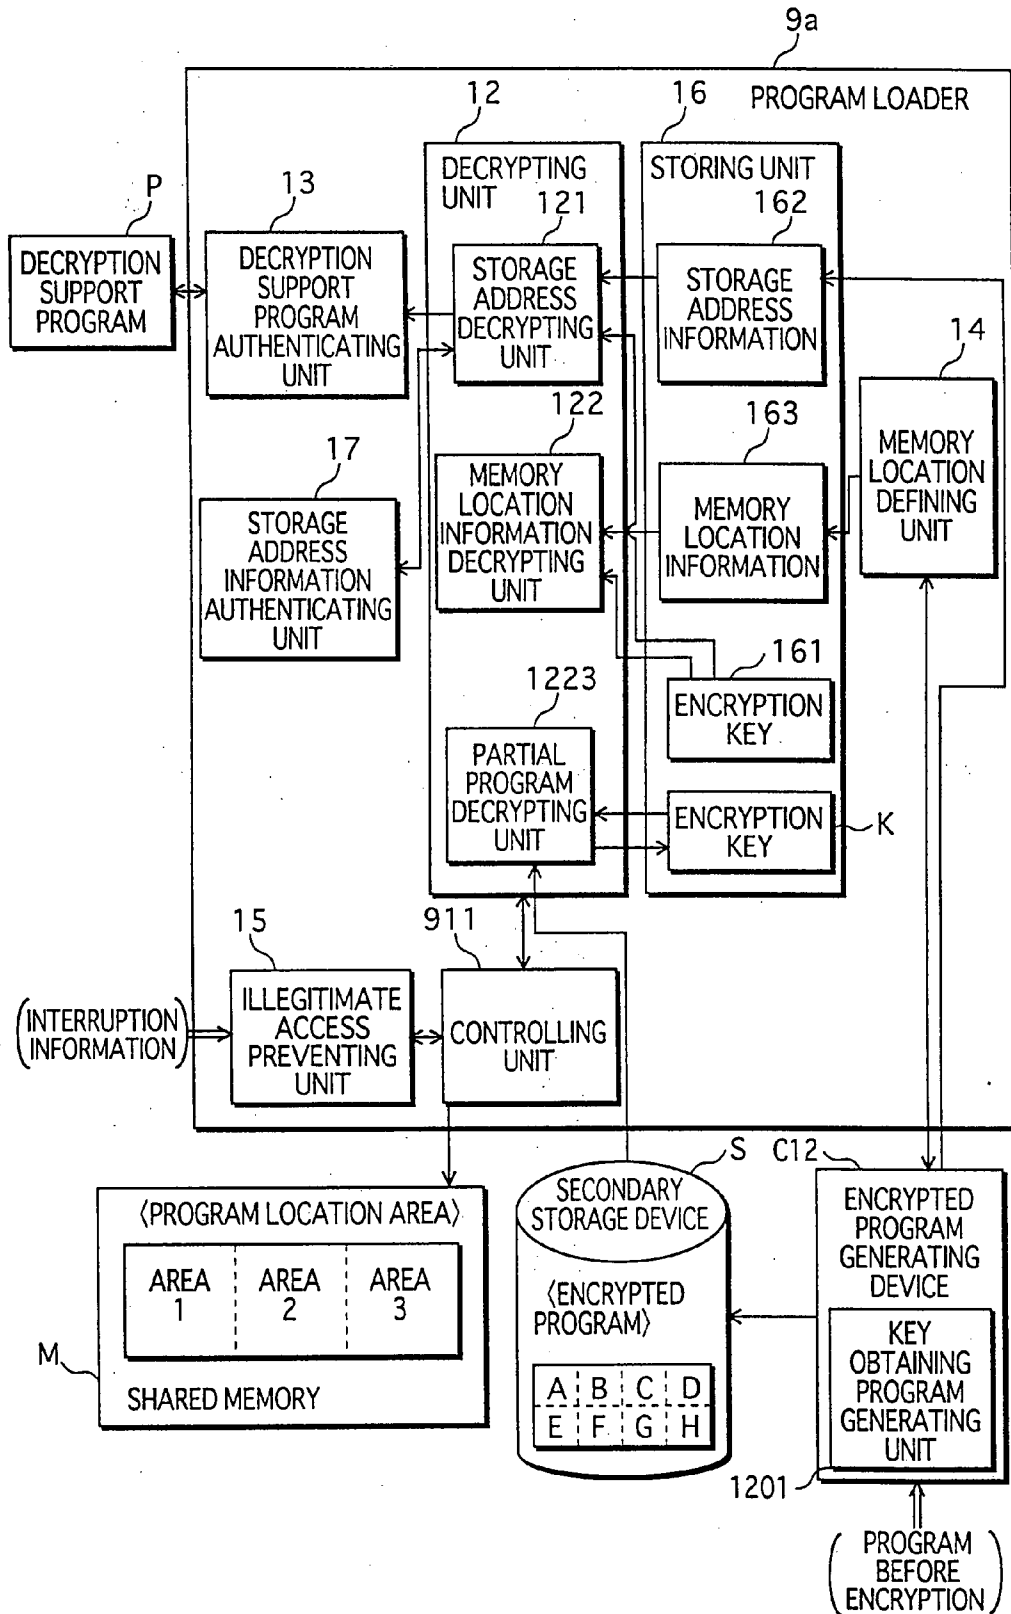 9a
PROGRAM LOADER
12
DECRYPTING
UNIT
16
STORING UNIT
P
DECRYPTION
SUPPORT
PROGRAM
13
DECRYPTION
SUPPORT
PROGRAM
AUTHENTICATING
UNIT
121
STORAGE
ADDRESS
DECRYPTING
UNIT
162
STORAGE
ADDRESS
INFORMATION
14
MEMORY
LOCATION
DEFINING
UNIT
17
STORAGE
ADDRESS
INFORMATION
AUTHENTICATING
UNIT
122
MEMORY
LOCATION
INFORMATION
DECRYPTING
UNIT
163
MEMORY
LOCATION
INFORMATION
161
ENCRYPTION
KEY
1223
PARTIAL
PROGRAM
DECRYPTING
UNIT
ENCRYPTION
KEY
K
15
ILLEGITIMATE
ACCESS
PREVENTING
UNIT
(INTERRUPTION
INFORMATION)
911
CONTROLLING
UNIT
M
〈PROGRAM LOCATION AREA〉
AREA
1
AREA
2
AREA
3
SHARED MEMORY
S
SECONDARY
STORAGE DEVICE
〈ENCRYPTED
PROGRAM〉
A B C D
E F G H
C12
ENCRYPTED
PROGRAM
GENERATING
DEVICE
KEY
OBTAINING
PROGRAM
GENERATING
UNIT
1201
(PROGRAM
BEFORE
ENCRYPTION)